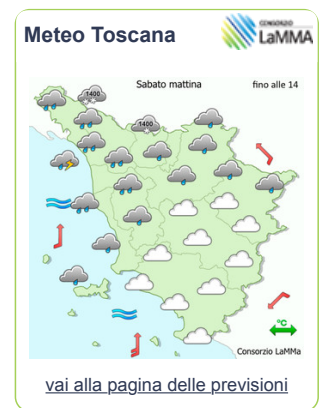 Meteo Toscana
CONSORZIO
LaMMA
Sabato mattina
fino alle 14
1400
1400
°C
Consorzio LaMMa
vai alla pagina delle previsioni